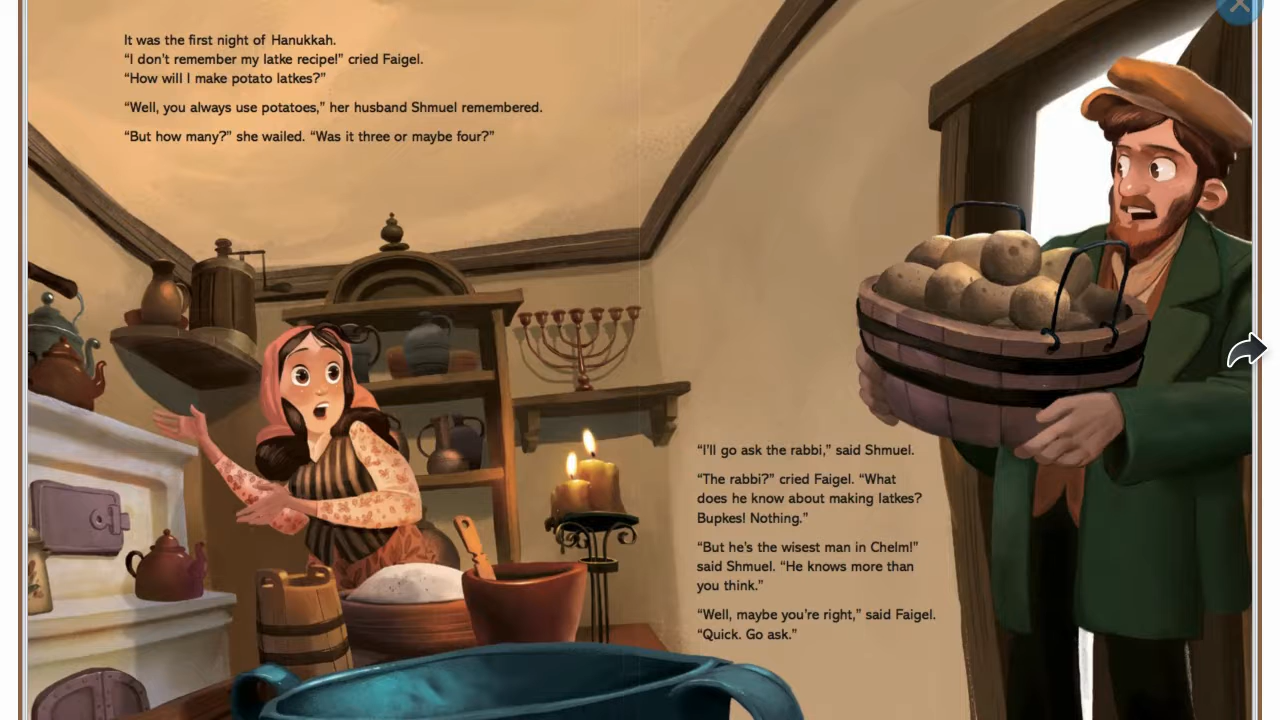 It was the first night of Hanukkah.
“I don’t remember my latke recipe!” cried Faigel.
“How will I make potato latkes?”
“Well, you always use potatoes,” her husband Shmuel remembered.
“But how many?” she wailed. “Was it three or maybe four?”
“I’ll go ask the rabbi,” said Shmuel.
“The rabbi?” cried Faigel. “What
does he know about making latkes?
Bupkes! Nothing.”
“But he’s the wisest man in Chelm!”
said Shmuel. “He knows more than
you think.”
“Well, maybe you’re right,” said Faigel.
“Quick. Go ask.”